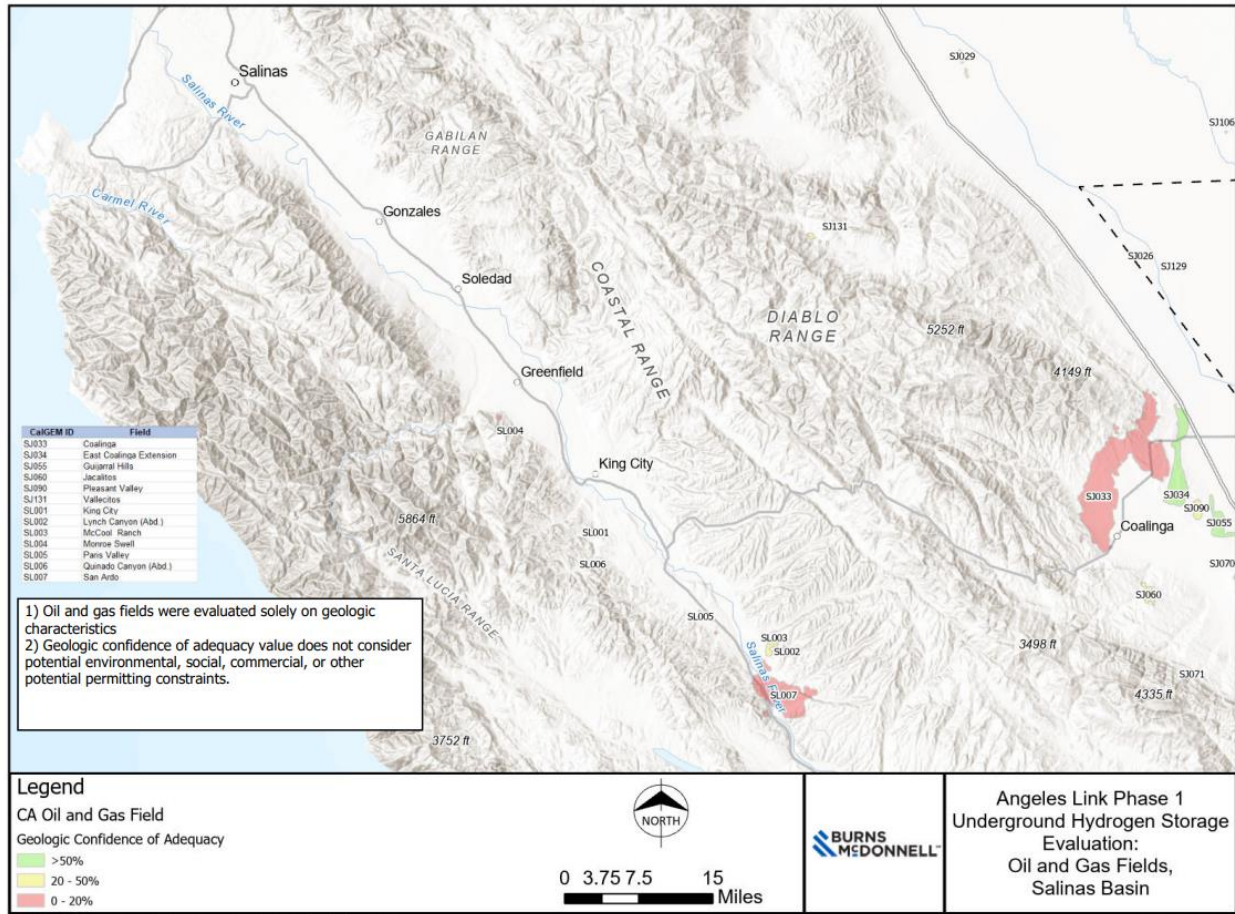 Salinas
Salinas River
GABILAN
RANGE
Carmel River
Gonzales
Soledad
COASTAL RANGE
DIABLO
RANGE
5252 ft
4149 ft
Greenfield
King City
Coalinga
5864 ft
SANTA LUCIA RANGE
Salinas River
3498 ft
4335 ft
3752 ft
SJ029
SJ106
SJ131
SJ026
SJ129
SL004
SL001
SL006
SL005
SL003
SL002
SL007
SJ033
SJ034
SJ090
SJ055
SJ070
SJ060
SJ071
CalGEM ID Field
SJ033 Coalinga
SJ034 East Coalinga Extension
SJ055 Guijarral Hills
SJ060 Jacalitos
SJ090 Pleasant Valley
SJ131 Vallecitos
SL001 King City
SL002 Lynch Canyon (Abd.)
SL003 McCool Ranch
SL004 Monroe Swell
SL005 Paris Valley
SL006 Quinado Canyon (Abd.)
SL007 San Ardo
1) Oil and gas fields were evaluated solely on geologic
characteristics
2) Geologic confidence of adequacy value does not consider
potential environmental, social, commercial, or other
potential permitting constraints.
Legend
CA Oil and Gas Field
Geologic Confidence of Adequacy
>50%
20 - 50%
0 - 20%
NORTH
0 3.75 7.5 15
Miles
BURNS
McDONNELL
Angeles Link Phase 1
Underground Hydrogen Storage
Evaluation:
Oil and Gas Fields,
Salinas Basin